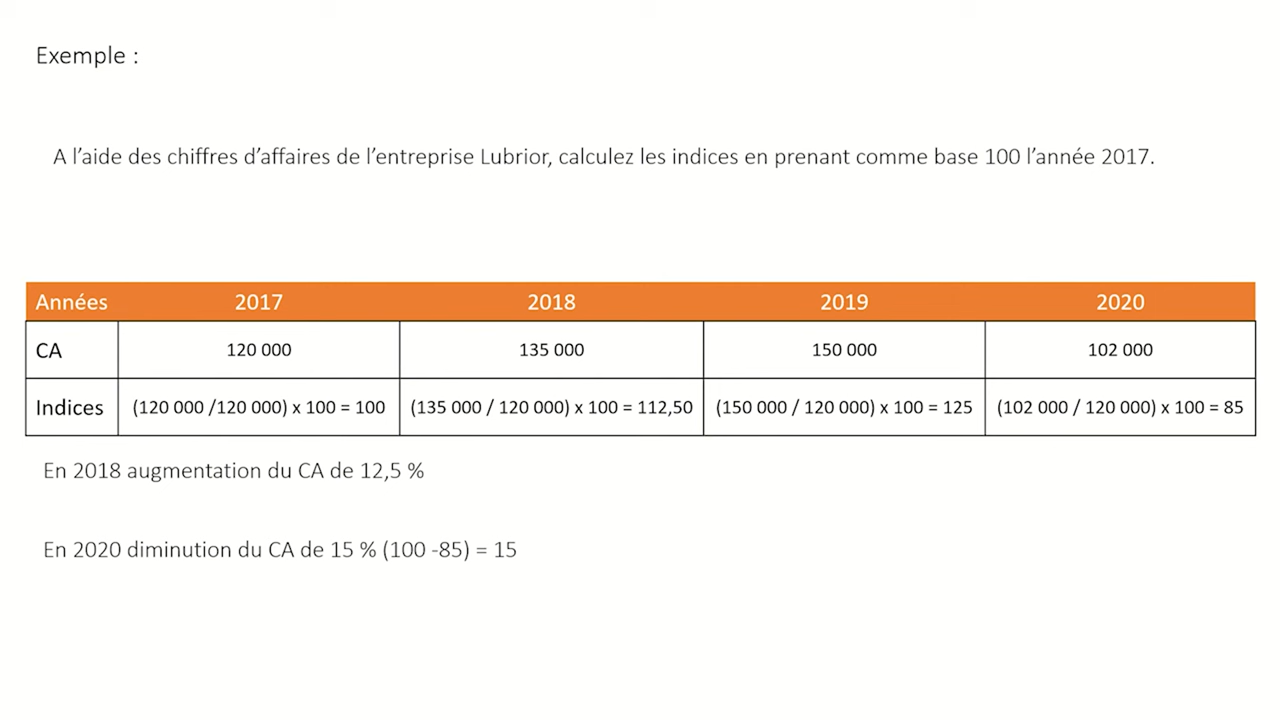 Exemple :
A l’aide des chiffres d’affaires de l’entreprise Lubrior, calculez les indices en prenant comme base 100 l’année 2017.
Années 2017 2018 2019 2020
CA 120 000 135 000 150 000 102 000
Indices (120 000 /120 000) x 100 = 100 (135 000 / 120 000) x 100 = 112,50 (150 000 / 120 000) x 100 = 125 (102 000 / 120 000) x 100 = 85
En 2018 augmentation du CA de 12,5 %
En 2020 diminution du CA de 15 % (100 -85) = 15